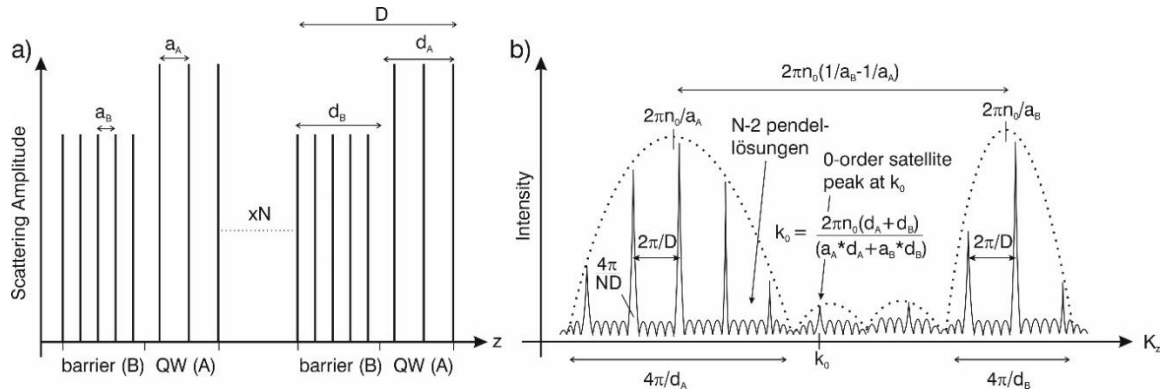 a)
Scattering Amplitude
a_A
a_B
xN
D
d_A
d_B
z
barrier (B)
QW (A)
barrier (B)
QW (A)
b)
Intensity
2πn₀(1/a_B-1/a_A)
2πn₀/a_A
2πn₀/a_B
N-2 pendel-
lösungen
0-order satellite
peak at k₀
k₀ = 2πn₀(d_A+d_B)
(a_A*d_A+a_B*d_B)
2π/D
2π/D
4π
ND
k₀
K_z
4π/d_A
4π/d_B